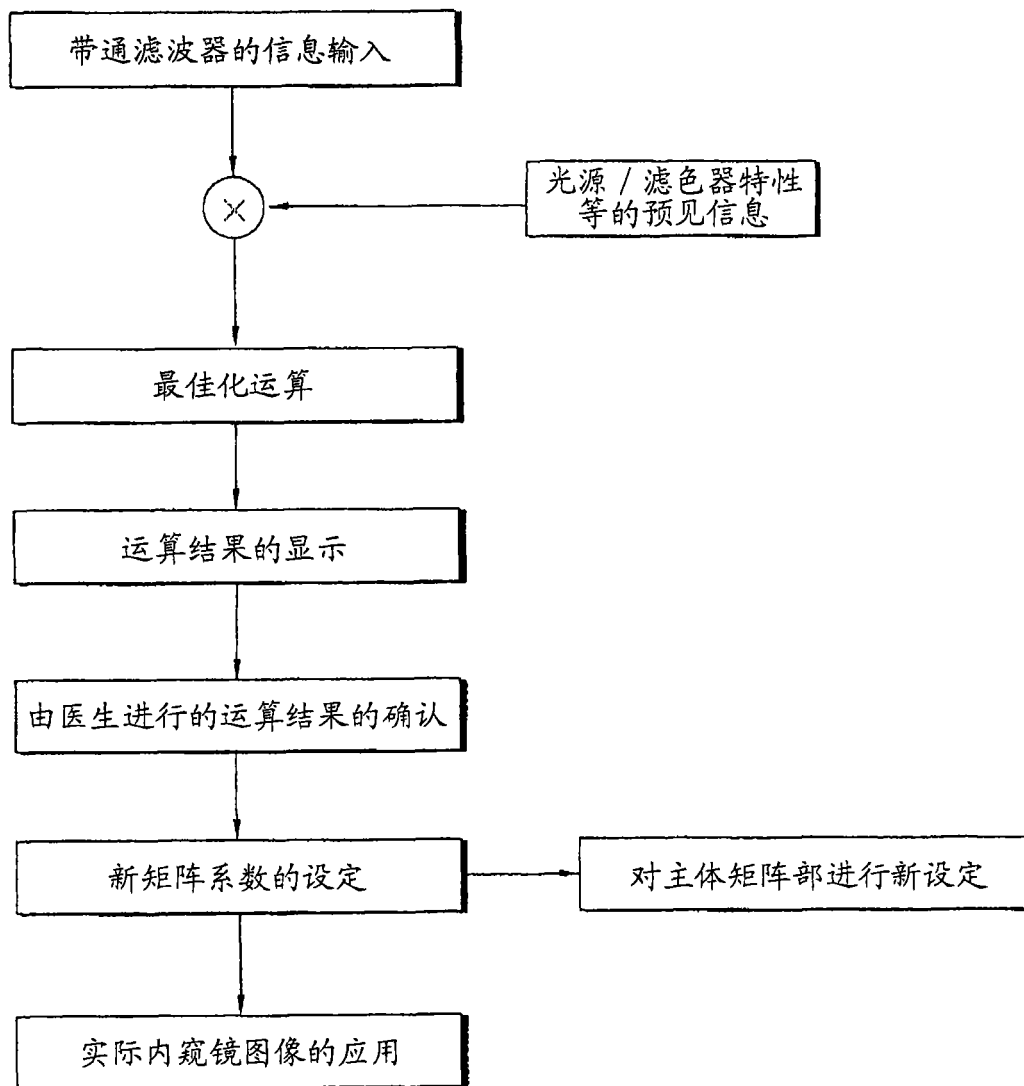 带通滤波器的信息输入
光源／滤色器特性
等的预见信息
最佳化运算
运算结果的显示
由医生进行的运算结果的确认
新矩阵系数的设定
对主体矩阵部进行新设定
实际内窥镜图像的应用